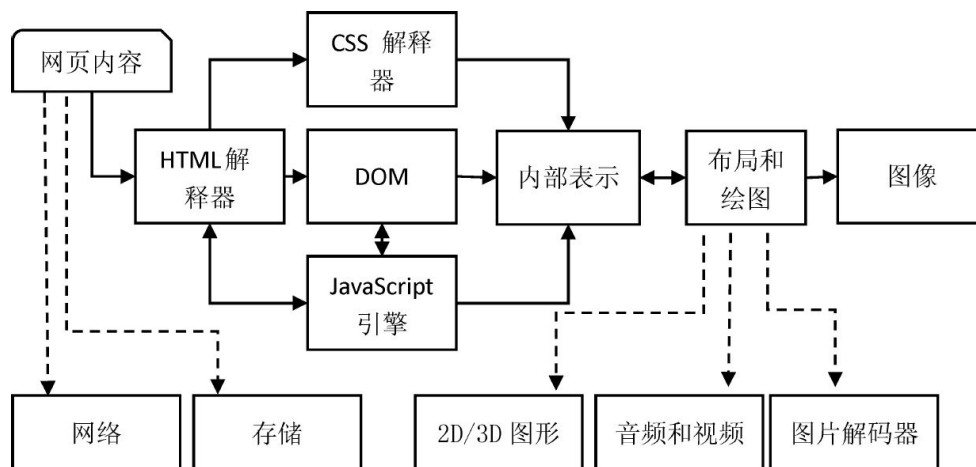 网页内容
CSS 解释
器
HTML解
释器
DOM
内部表示
布局和
绘图
图像
JavaScript
引擎
网络
存储
2D/3D 图形
音频和视频
图片解码器